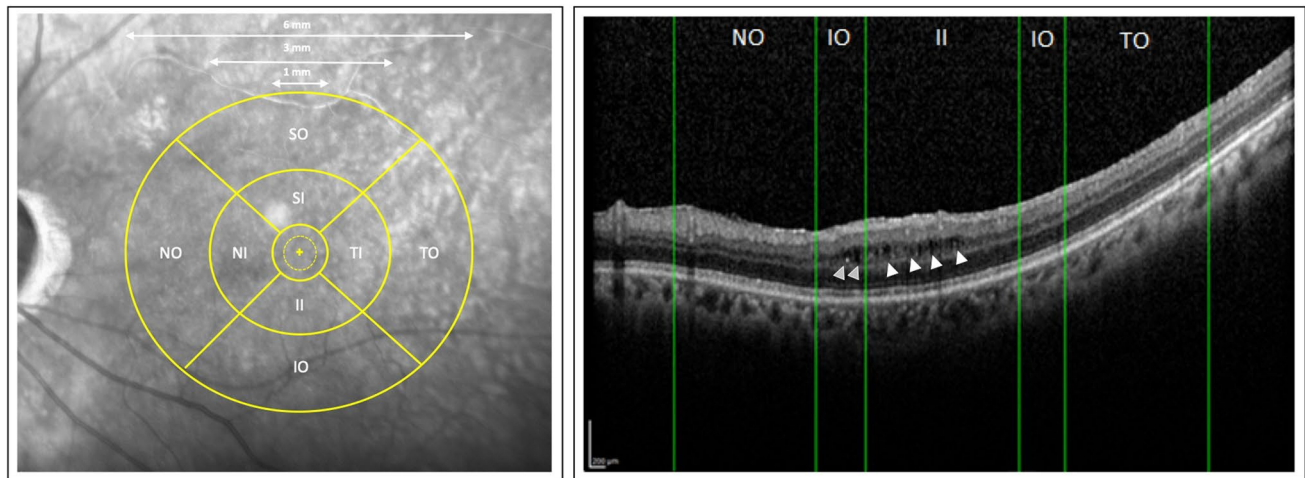 6 mm
3 mm
1 mm
SO
SI
NO NI TI TO
II
IO
NO IO II IO TO
200 µm